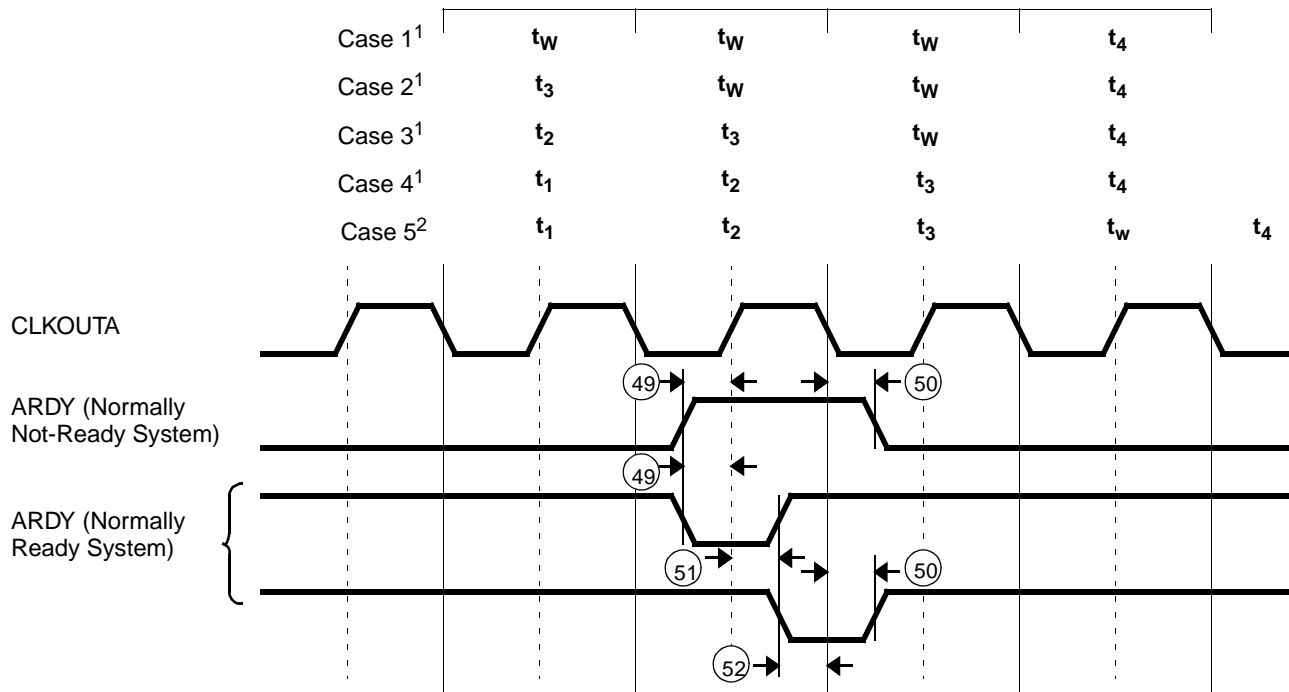 Case 1¹ tW tW tW t4
Case 2¹ t3 tW tW t4
Case 3¹ t2 t3 tW t4
Case 4¹ t1 t2 t3 t4
Case 5² t1 t2 t3 tw t4
CLKOUTA
49 50
ARDY (Normally
Not-Ready System)
49
ARDY (Normally
Ready System)
51 50
52